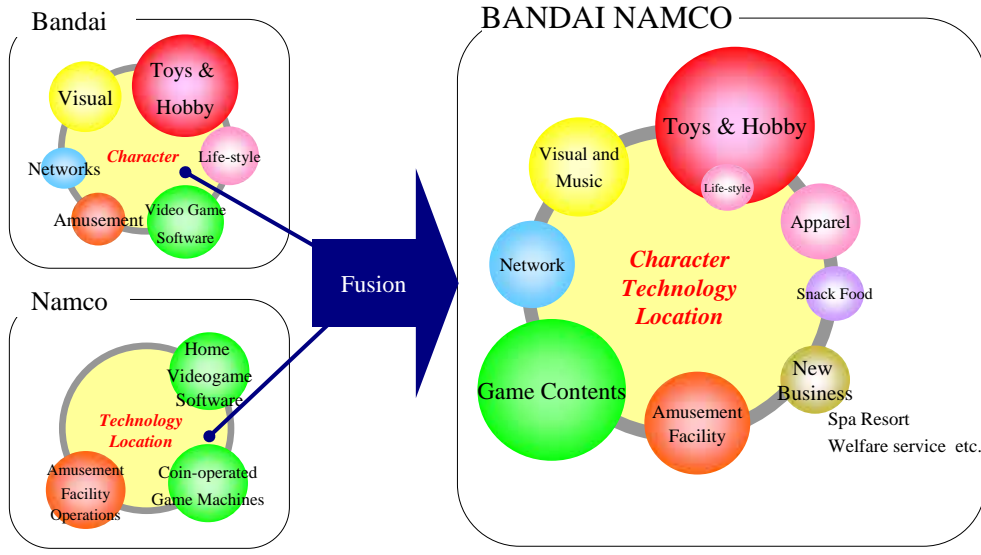 Bandai
Toys &
Hobby
Visual
Character
Life-style
Networks
Amusement
Video Game
Software
Namco
Home
Videogame
Software
Technology
Location
Amusement
Facility
Operations
Coin-operated
Game Machines
Fusion
BANDAI NAMCO
Toys & Hobby
Visual and
Music
Life-style
Apparel
Network
Character
Technology
Location
Snack Food
Game Contents
Amusement
Facility
New
Business
Spa Resort
Welfare service etc.